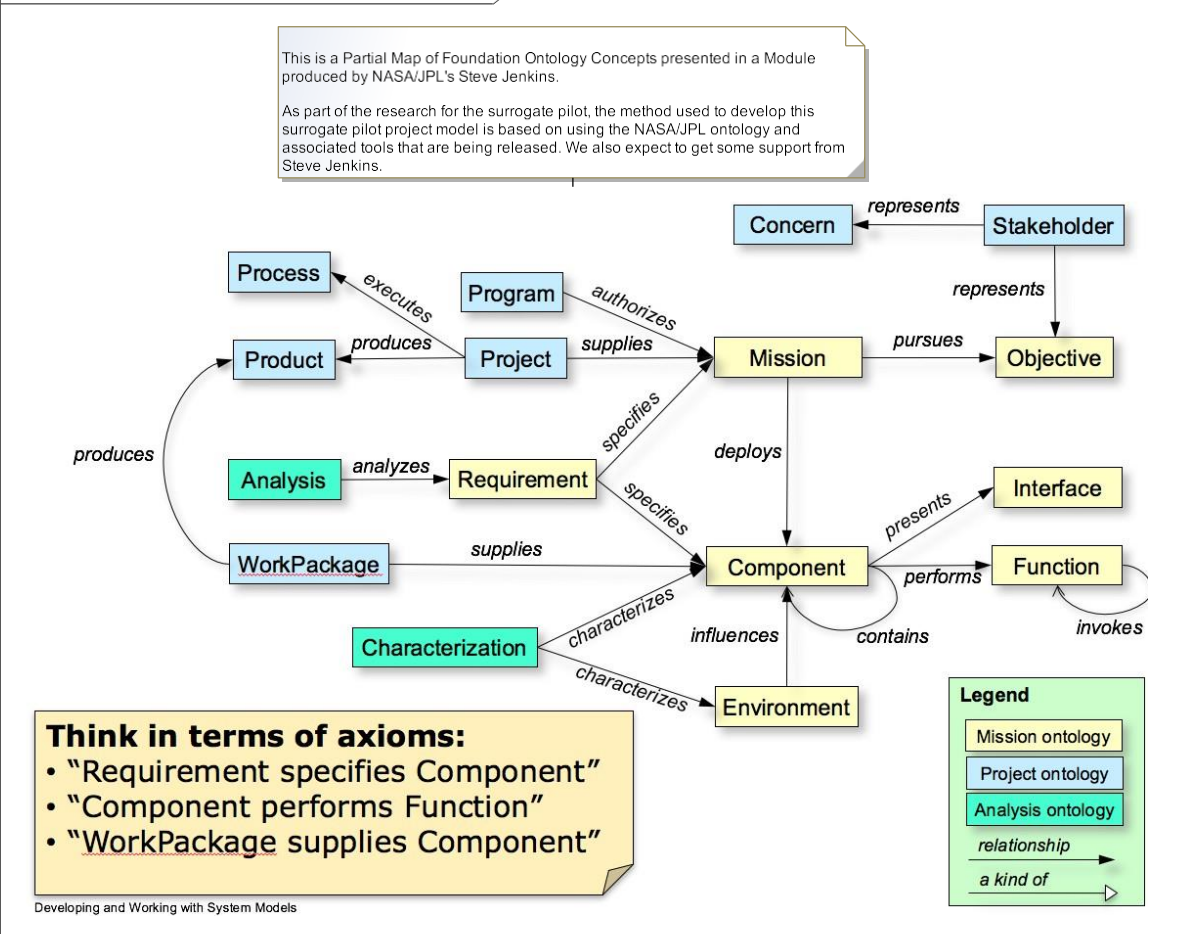 This is a Partial Map of Foundation Ontology Concepts presented in a Module
produced by NASA/JPL's Steve Jenkins.
As part of the research for the surrogate pilot, the method used to develop this
surrogate pilot project model is based on using the NASA/JPL ontology and
associated tools that are being released. We also expect to get some support from
Steve Jenkins.
Concern
represents
Stakeholder
Process
executes
Program
authorizes
represents
Product
produces
Project
supplies
Mission
pursues
Objective
produces
specifies
deploys
Analysis
analyzes
Requirement
specifies
presents
Interface
WorkPackage
supplies
Component
performs
Function
characterizes
influences
contains
invokes
Characterization
characterizes
Environment
Think in terms of axioms:
• “Requirement specifies Component”
• “Component performs Function”
• “WorkPackage supplies Component”
Legend
Mission ontology
Project ontology
Analysis ontology
relationship
a kind of
Developing and Working with System Models